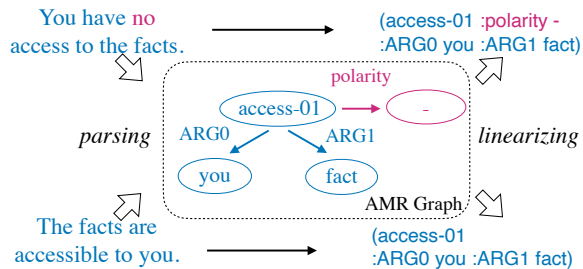 You have no
access to the facts.
(access-01 :polarity -
:ARG0 you :ARG1 fact)
polarity
access-01
-
parsing
ARG0
ARG1
linearizing
you
fact
AMR Graph
The facts are
accessible to you.
(access-01
:ARG0 you :ARG1 fact)